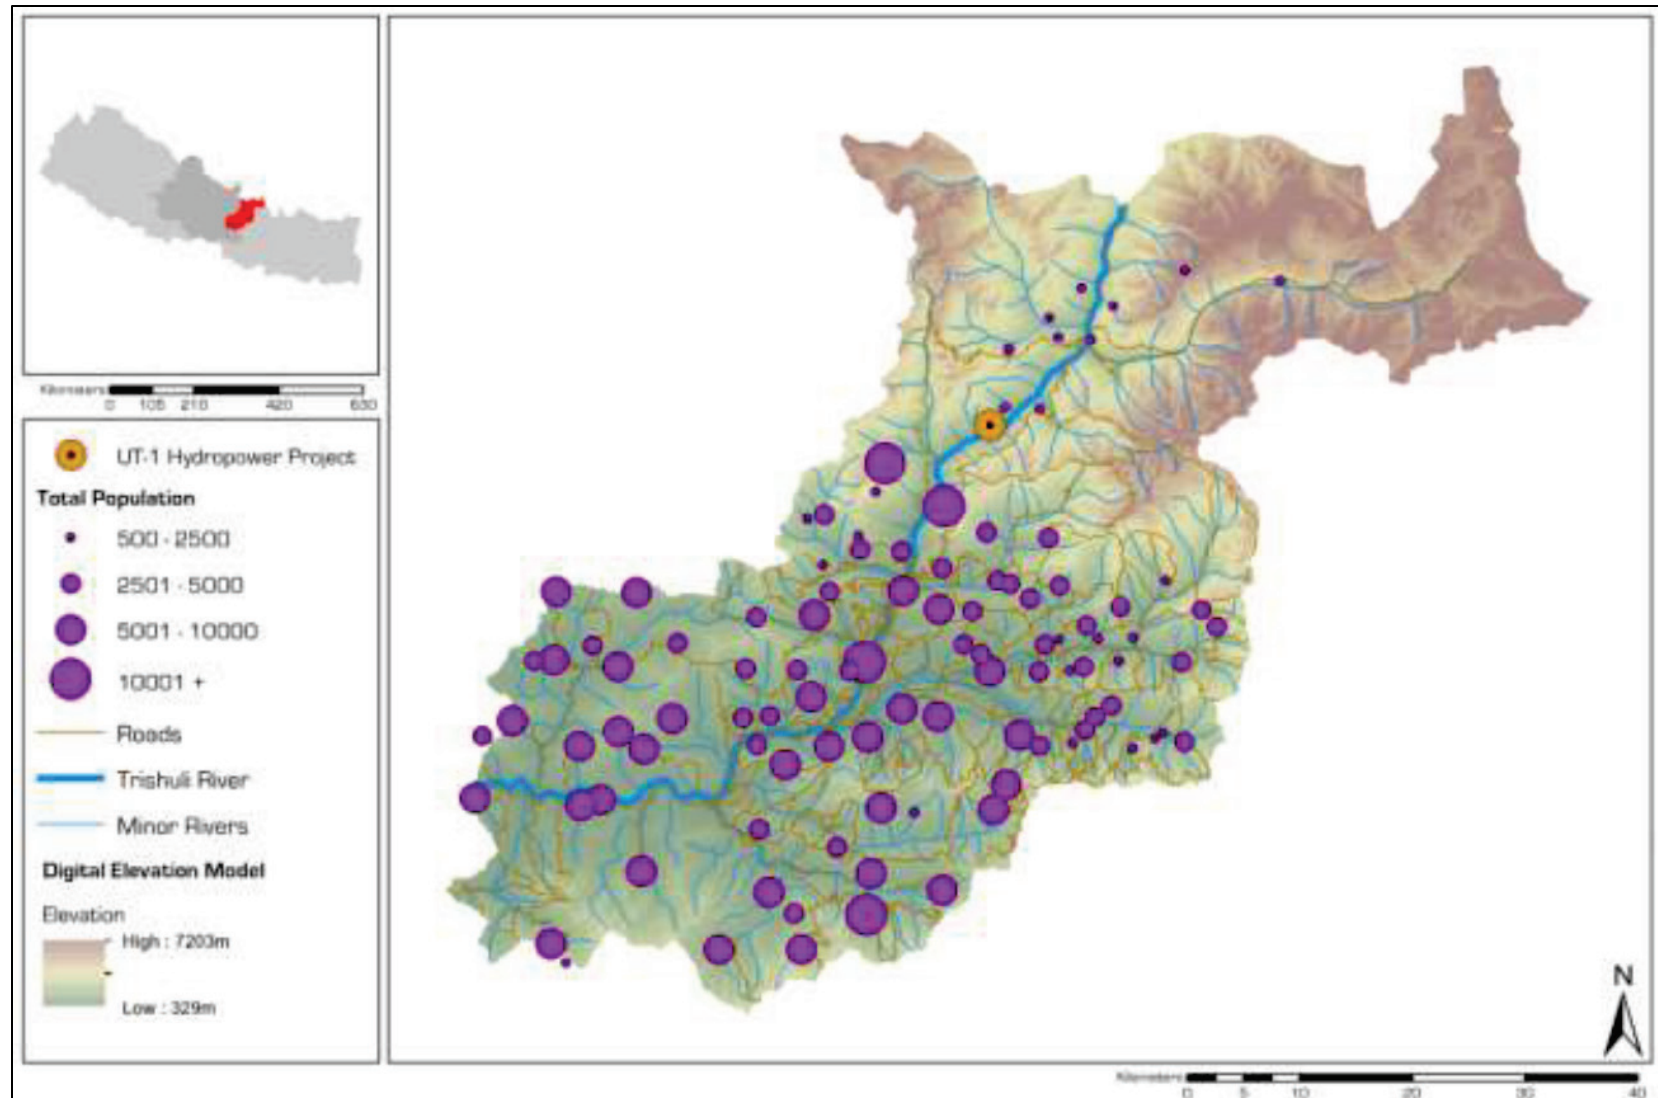 Kilometers
0 105 210 420 630
UT-1 Hydropower Project
Total Population
500 - 2500
2501 - 5000
5001 - 10000
10001 +
Roads
Trishuli River
Minor Rivers
Digital Elevation Model
Elevation
High : 7203m
Low : 329m
N
Kilometers
0 5 10 20 30 40